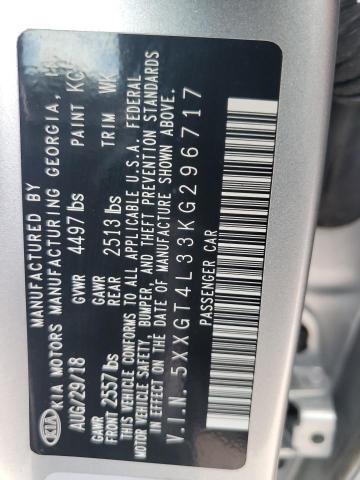 KIA
MANUFACTURED BY
KIA MOTORS MANUFACTURING GEORGIA,
AUG/29/18 GVWR 4497 lbs PAINT
GAWR GAWR
FRONT 2557 lbs REAR 2513 lbs TRIM WK
THIS VEHICLE CONFORMS TO ALL APPLICABLE U.S.A. FEDERAL
MOTOR VEHICLE SAFETY, BUMPER, AND THEFT PREVENTION STANDARDS
IN EFFECT ON THE DATE OF MANUFACTURE SHOWN ABOVE.
V.I.N. 5XXGT4L33KG296717
PASSENGER CAR